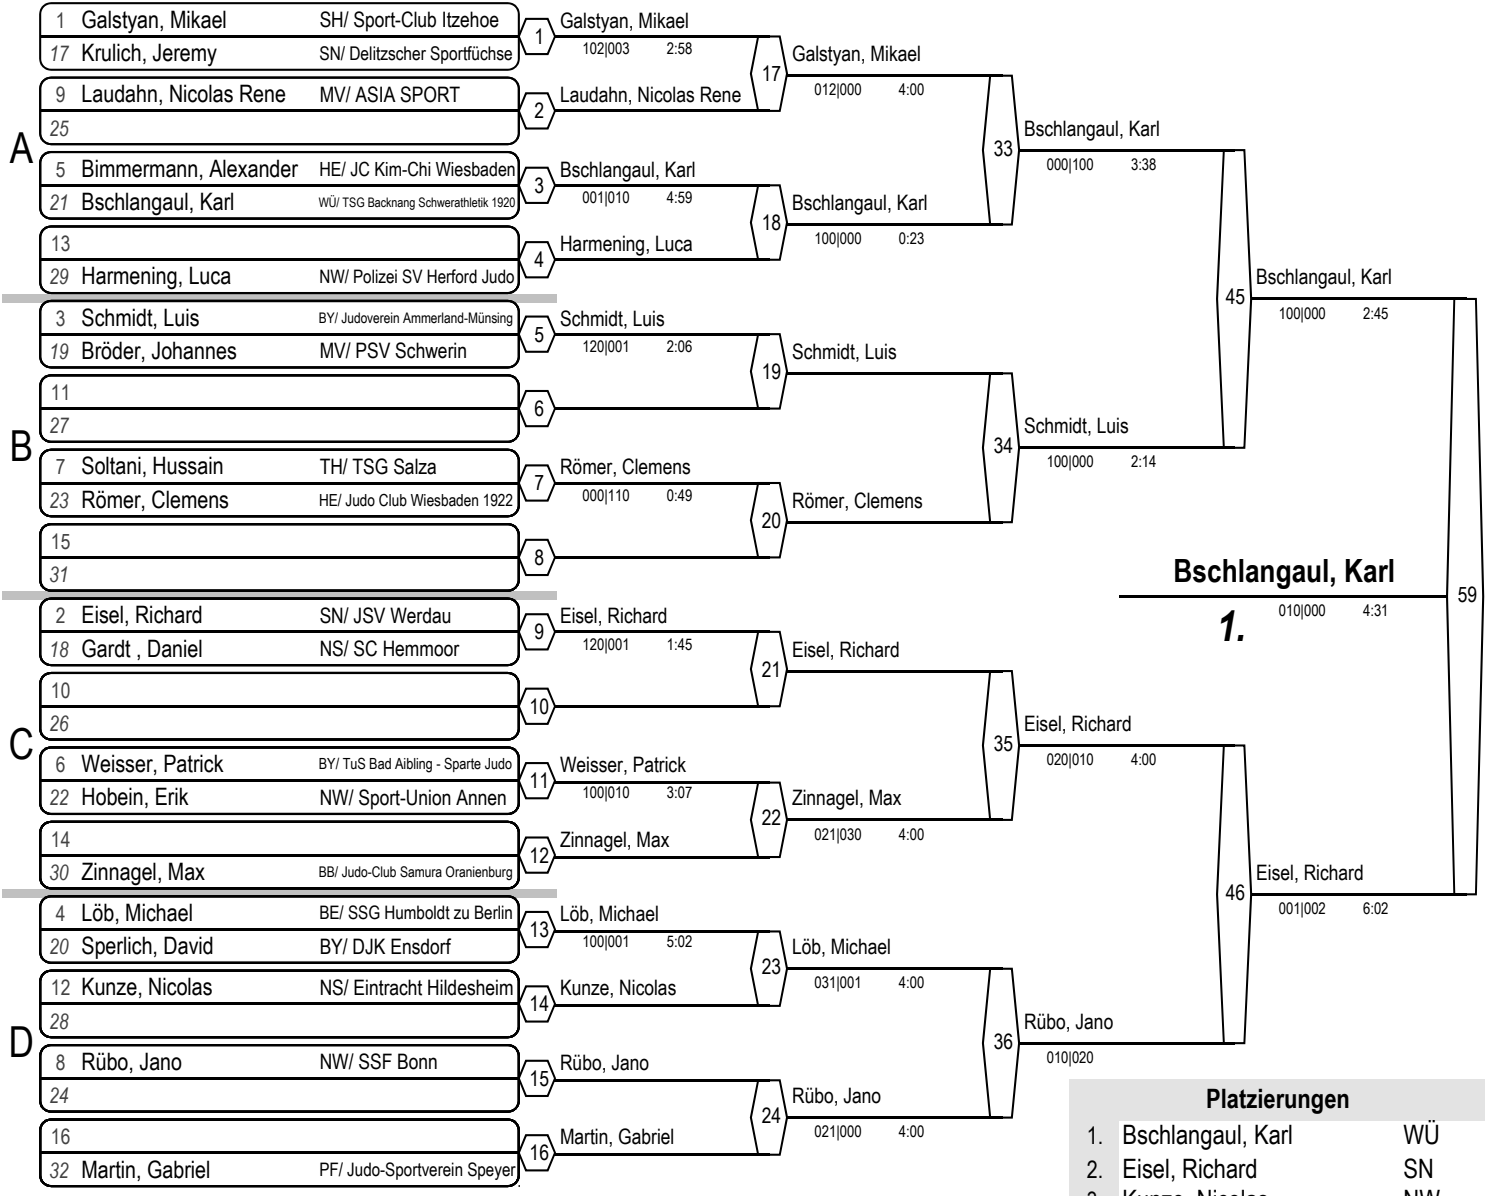 1 Galstyan, Mikael SH/ Sport-Club Itzehoe
17 Krulich, Jeremy SN/ Delitzscher Sportfüchse
9 Laudahn, Nicolas Rene MV/ ASIA SPORT
25
A
5 Bimmermann, Alexander HE/ JC Kim-Chi Wiesbaden
21 Bschlangaul, Karl WÜ/ TSG Backnang Schwerathletik 1920
13
29 Harmening, Luca NW/ Polizei SV Herford Judo
3 Schmidt, Luis BY/ Judoverein Ammerland-Münsing
19 Bröder, Johannes MV/ PSV Schwerin
11
27
B
7 Soltani, Hussain TH/ TSG Salza
23 Römer, Clemens HE/ Judo Club Wiesbaden 1922
15
31
2 Eisel, Richard SN/ JSV Werdau
18 Gardt , Daniel NS/ SC Hemmoor
10
26
C
6 Weisser, Patrick BY/ TuS Bad Aibling - Sparte Judo
22 Hobein, Erik NW/ Sport-Union Annen
14
30 Zinnagel, Max BB/ Judo-Club Samura Oranienburg
4 Löb, Michael BE/ SSG Humboldt zu Berlin
20 Sperlich, David BY/ DJK Ensdorf
12 Kunze, Nicolas NS/ Eintracht Hildesheim
28
D
8 Rübo, Jano NW/ SSF Bonn
24
16
32 Martin, Gabriel PF/ Judo-Sportverein Speyer
1 Galstyan, Mikael
102|003 2:58
2 Laudahn, Nicolas Rene
3 Bschlangaul, Karl
001|010 4:59
4 Harmening, Luca
5 Schmidt, Luis
120|001 2:06
6
7 Römer, Clemens
000|110 0:49
8
9 Eisel, Richard
120|001 1:45
10
11 Weisser, Patrick
100|010 3:07
12 Zinnagel, Max
13 Löb, Michael
100|001 5:02
14 Kunze, Nicolas
15 Rübo, Jano
16 Martin, Gabriel
17 Galstyan, Mikael
012|000 4:00
18 Bschlangaul, Karl
100|000 0:23
19 Schmidt, Luis
20 Römer, Clemens
21 Eisel, Richard
22 Zinnagel, Max
021|030 4:00
23 Löb, Michael
031|001 4:00
24 Rübo, Jano
021|000 4:00
33 Bschlangaul, Karl
000|100 3:38
34 Schmidt, Luis
100|000 2:14
35 Eisel, Richard
020|010 4:00
36 Rübo, Jano
010|020
45 Bschlangaul, Karl
100|000 2:45
46 Eisel, Richard
001|002 6:02
Bschlangaul, Karl
59
1. 010|000 4:31
Platzierungen
1. Bschlangaul, Karl WÜ
2. Eisel, Richard SN